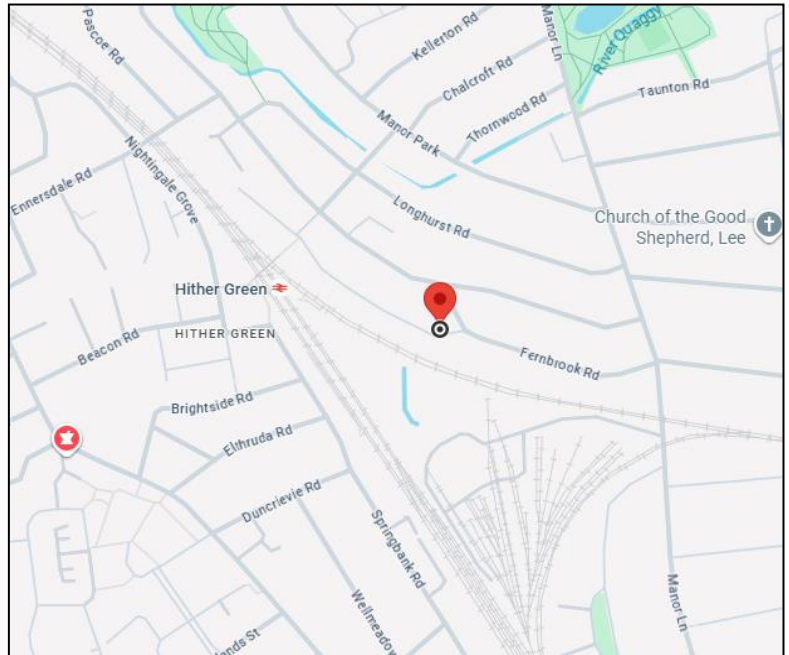 Pascoe Rd
Kellerton Rd
Manor Ln
River Quaggy
Chalcroft Rd
Taunton Rd
Thornwood Rd
Manor Park
Nightingale Grove
Ennersdale Rd
Longhurst Rd
Church of the Good
Shepherd, Lee
Hither Green
HITHER GREEN
Beacon Rd
Fernbrook Rd
Brightside Rd
Elthruda Rd
Duncrievie Rd
Springbank Rd
Wellmeadow
Manor Ln
lands St